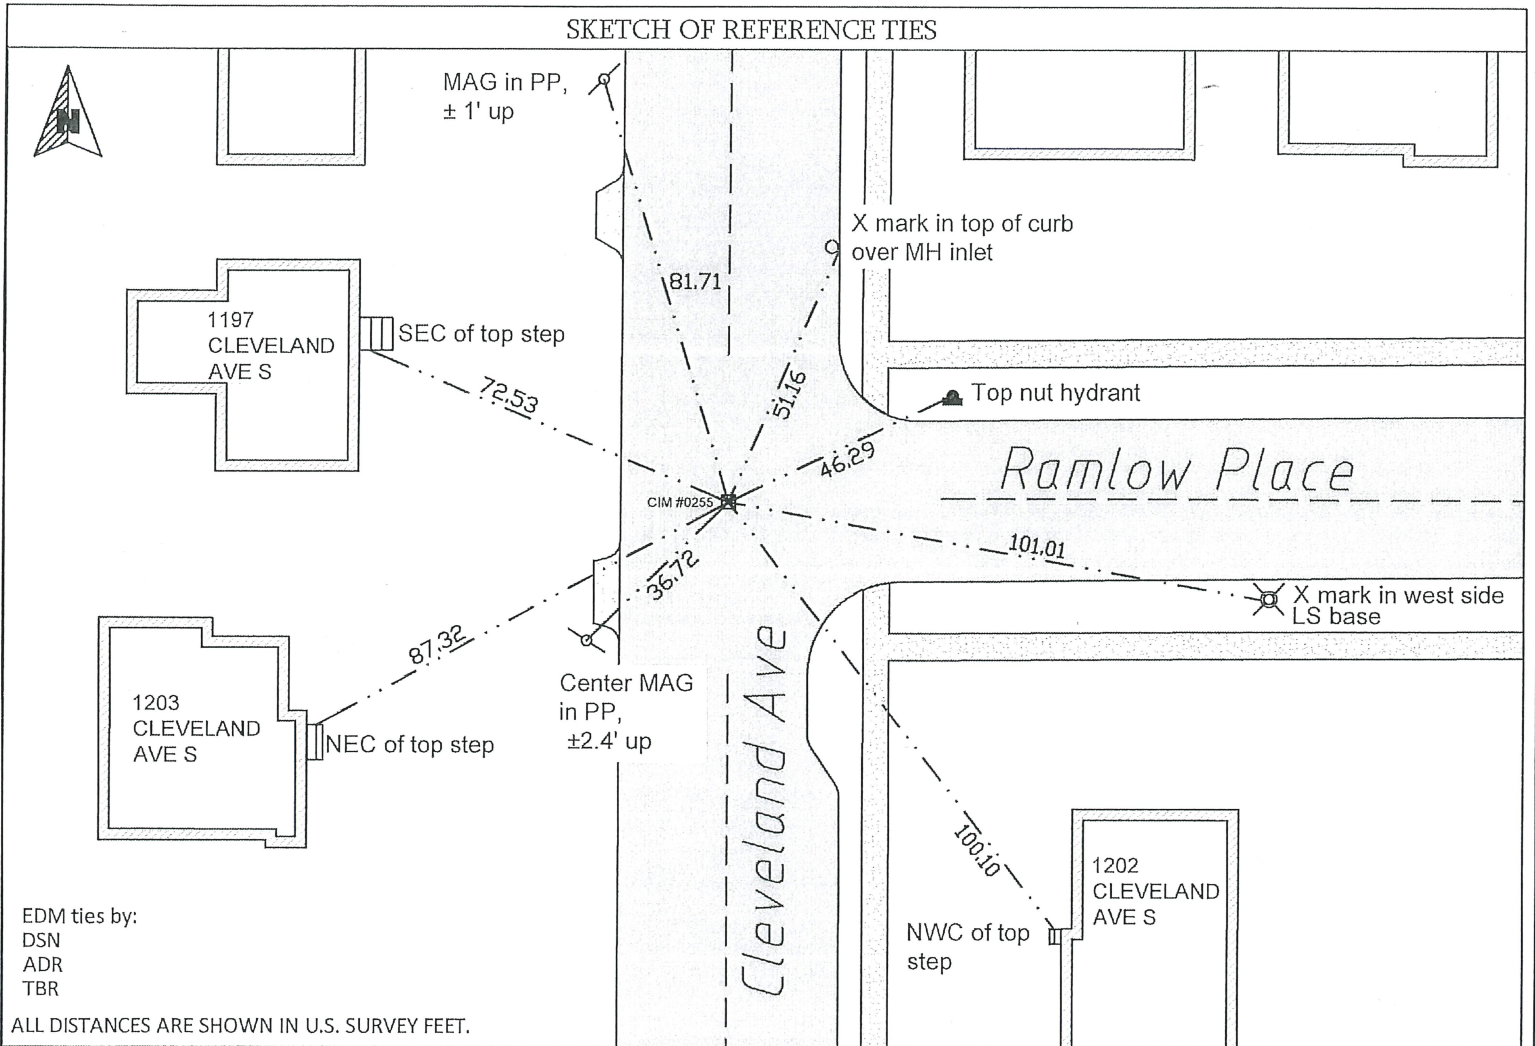 SKETCH OF REFERENCE TIES
N
MAG in PP,
± 1' up
X mark in top of curb
over MH inlet
81.71
1197
CLEVELAND
AVE S
SEC of top step
72.53
51.16
Top nut hydrant
46.29
Ramlow Place
CIM #0255
101.01
X mark in west side
LS base
36.72
87.32
Center MAG
in PP,
±2.4' up
1203
CLEVELAND
AVE S
NEC of top step
Cleveland Ave
100.10
1202
CLEVELAND
AVE S
NWC of top
step
EDM ties by:
DSN
ADR
TBR
ALL DISTANCES ARE SHOWN IN U.S. SURVEY FEET.